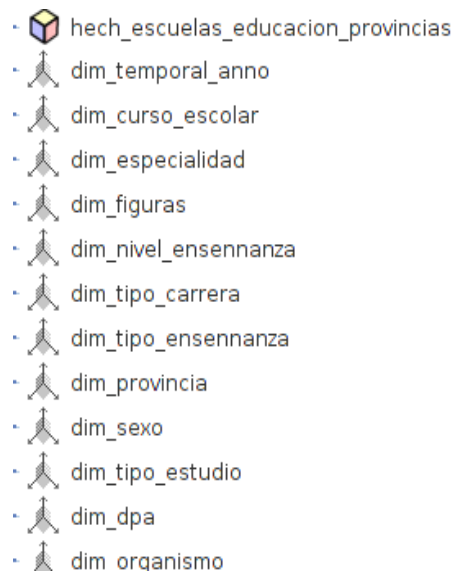 hech_escuelas_educacion_provincias
dim_temporal_anno
dim_curso_escolar
dim_especialidad
dim_figuras
dim_nivel_ensennanza
dim_tipo_carrera
dim_tipo_ensennanza
dim_provincia
dim_sexo
dim_tipo_estudio
dim_dpa
dim_organismo